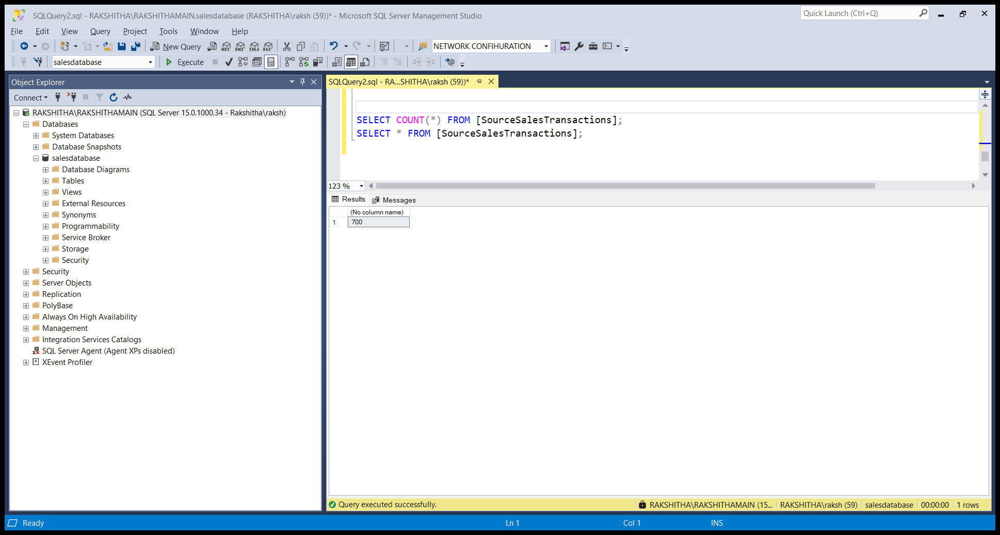 SQLQuery2.sql - RAKSHITHA\RAKSHITHAMAIN.salesdatabase (RAKSHITHA\raksh (59))* - Microsoft SQL Server Management Studio
Quick Launch (Ctrl+Q)
File Edit View Query Project Tools Window Help
New Query MDX DMX XMLA DAX NETWORK CONFIHURATION
salesdatabase Execute
Object Explorer
Connect
RAKSHITHA\RAKSHITHAMAIN (SQL Server 15.0.1000.34 - Rakshitha\raksh)
Databases
System Databases
Database Snapshots
salesdatabase
Database Diagrams
Tables
Views
External Resources
Synonyms
Programmability
Service Broker
Storage
Security
Security
Server Objects
Replication
PolyBase
Always On High Availability
Management
Integration Services Catalogs
SQL Server Agent (Agent XPs disabled)
XEvent Profiler
SQLQuery2.sql - RA...SHITHA\raksh (59))*
SELECT COUNT(*) FROM [SourceSalesTransactions];
SELECT * FROM [SourceSalesTransactions];
123 %
Results Messages
(No column name)
1 700
Query executed successfully. RAKSHITHA\RAKSHITHAMAIN (15... RAKSHITHA\raksh (59) salesdatabase 00:00:00 1 rows
Ready Ln 1 Col 1 INS